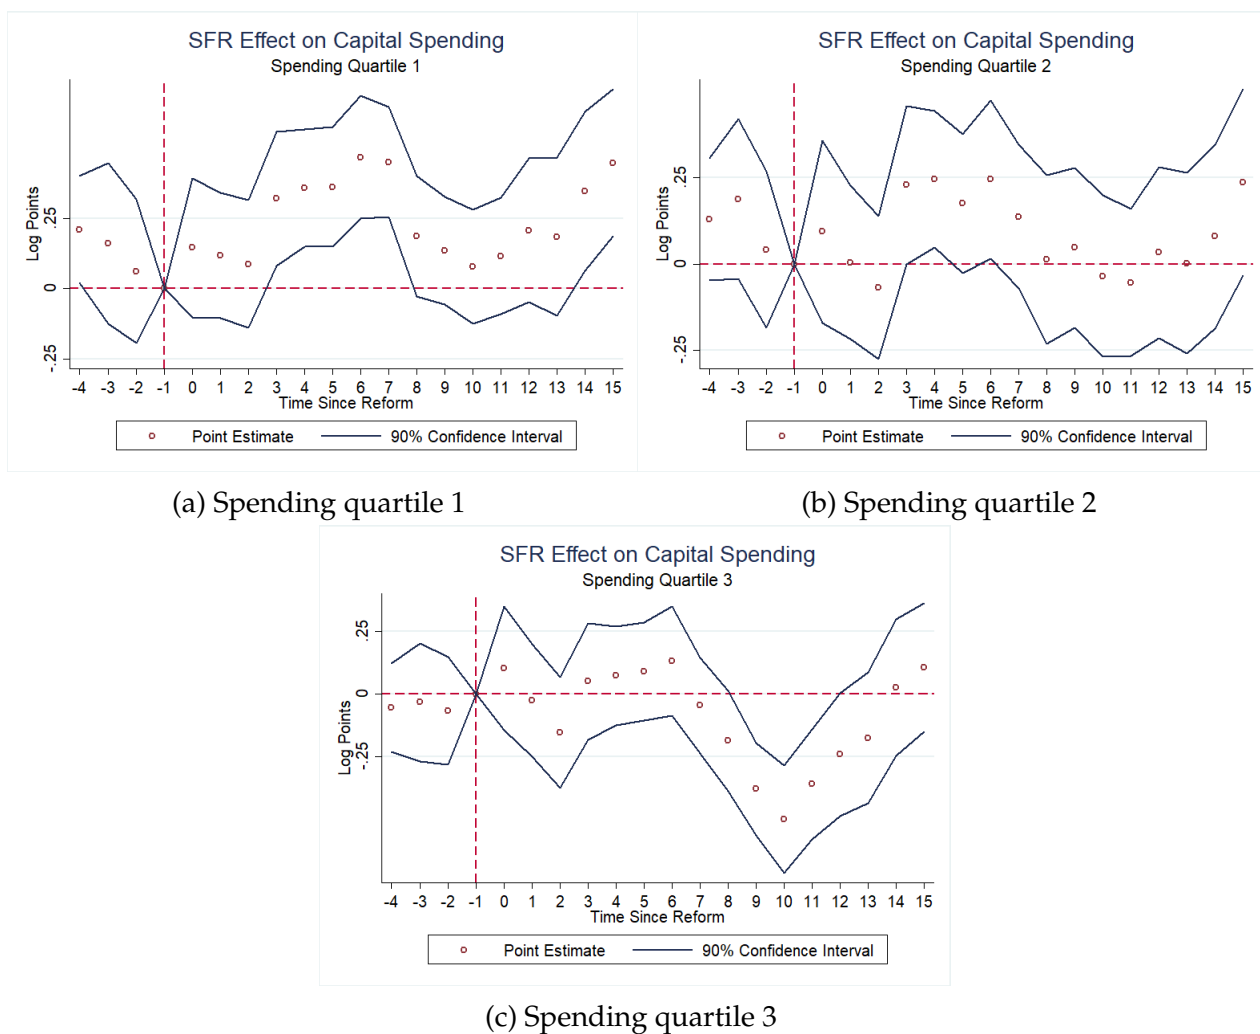 SFR Effect on Capital Spending
Spending Quartile 1
Log Points
.25
0
-.25
-4 -3 -2 -1 0 1 2 3 4 5 6 7 8 9 10 11 12 13 14 15
Time Since Reform
Point Estimate 90% Confidence Interval
(a) Spending quartile 1
SFR Effect on Capital Spending
Spending Quartile 2
Log Points
.25
0
-.25
-4 -3 -2 -1 0 1 2 3 4 5 6 7 8 9 10 11 12 13 14 15
Time Since Reform
Point Estimate 90% Confidence Interval
(b) Spending quartile 2
SFR Effect on Capital Spending
Spending Quartile 3
Log Points
.25
0
-.25
-4 -3 -2 -1 0 1 2 3 4 5 6 7 8 9 10 11 12 13 14 15
Time Since Reform
Point Estimate 90% Confidence Interval
(c) Spending quartile 3